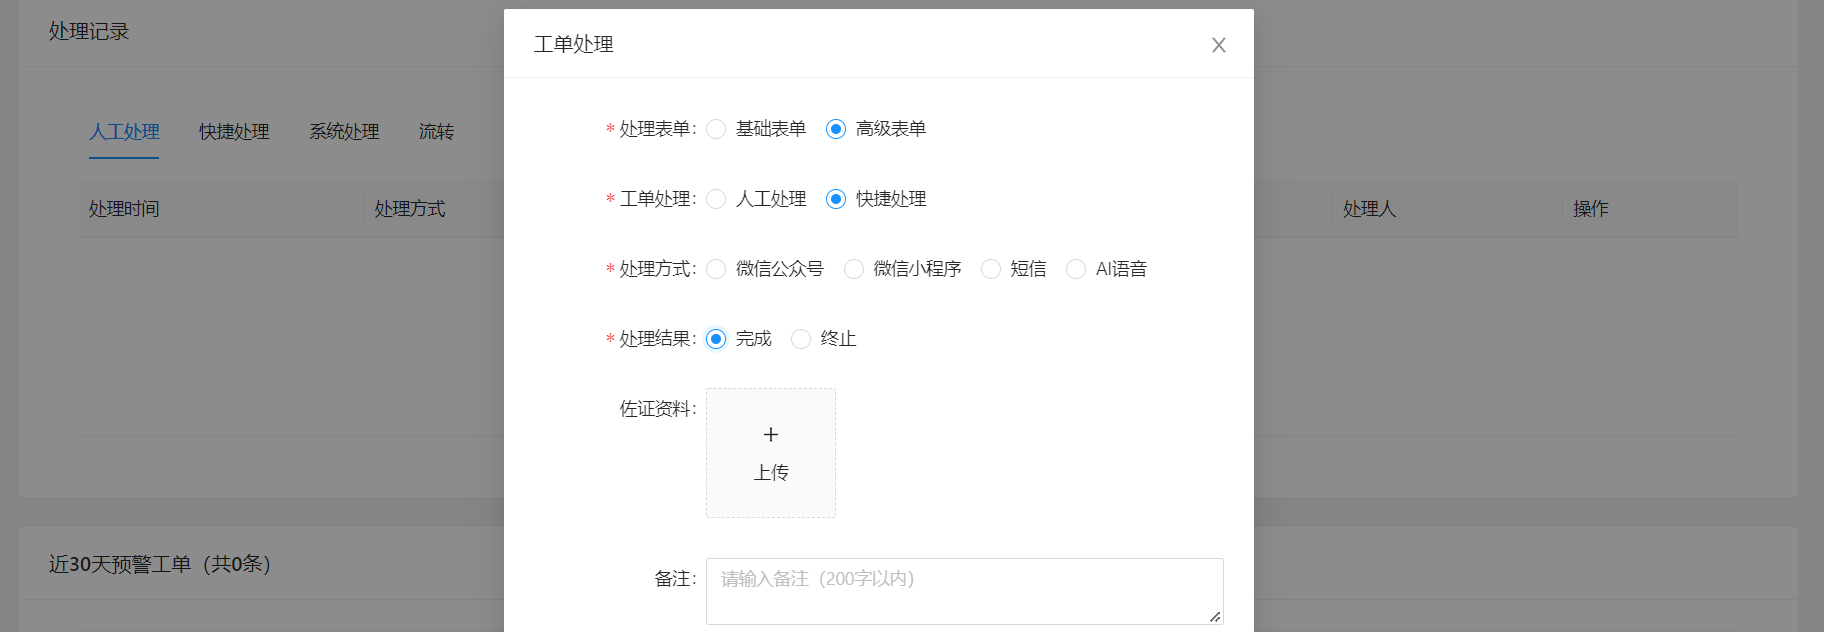 处理记录
人工处理 快捷处理 系统处理 流转
处理时间 处理方式 处理人 操作
近30天预警工单（共0条）
工单处理
* 处理表单: 基础表单 高级表单
* 工单处理: 人工处理 快捷处理
* 处理方式: 微信公众号 微信小程序 短信 AI语音
* 处理结果: 完成 终止
佐证资料:
+
上传
备注: 请输入备注（200字以内）